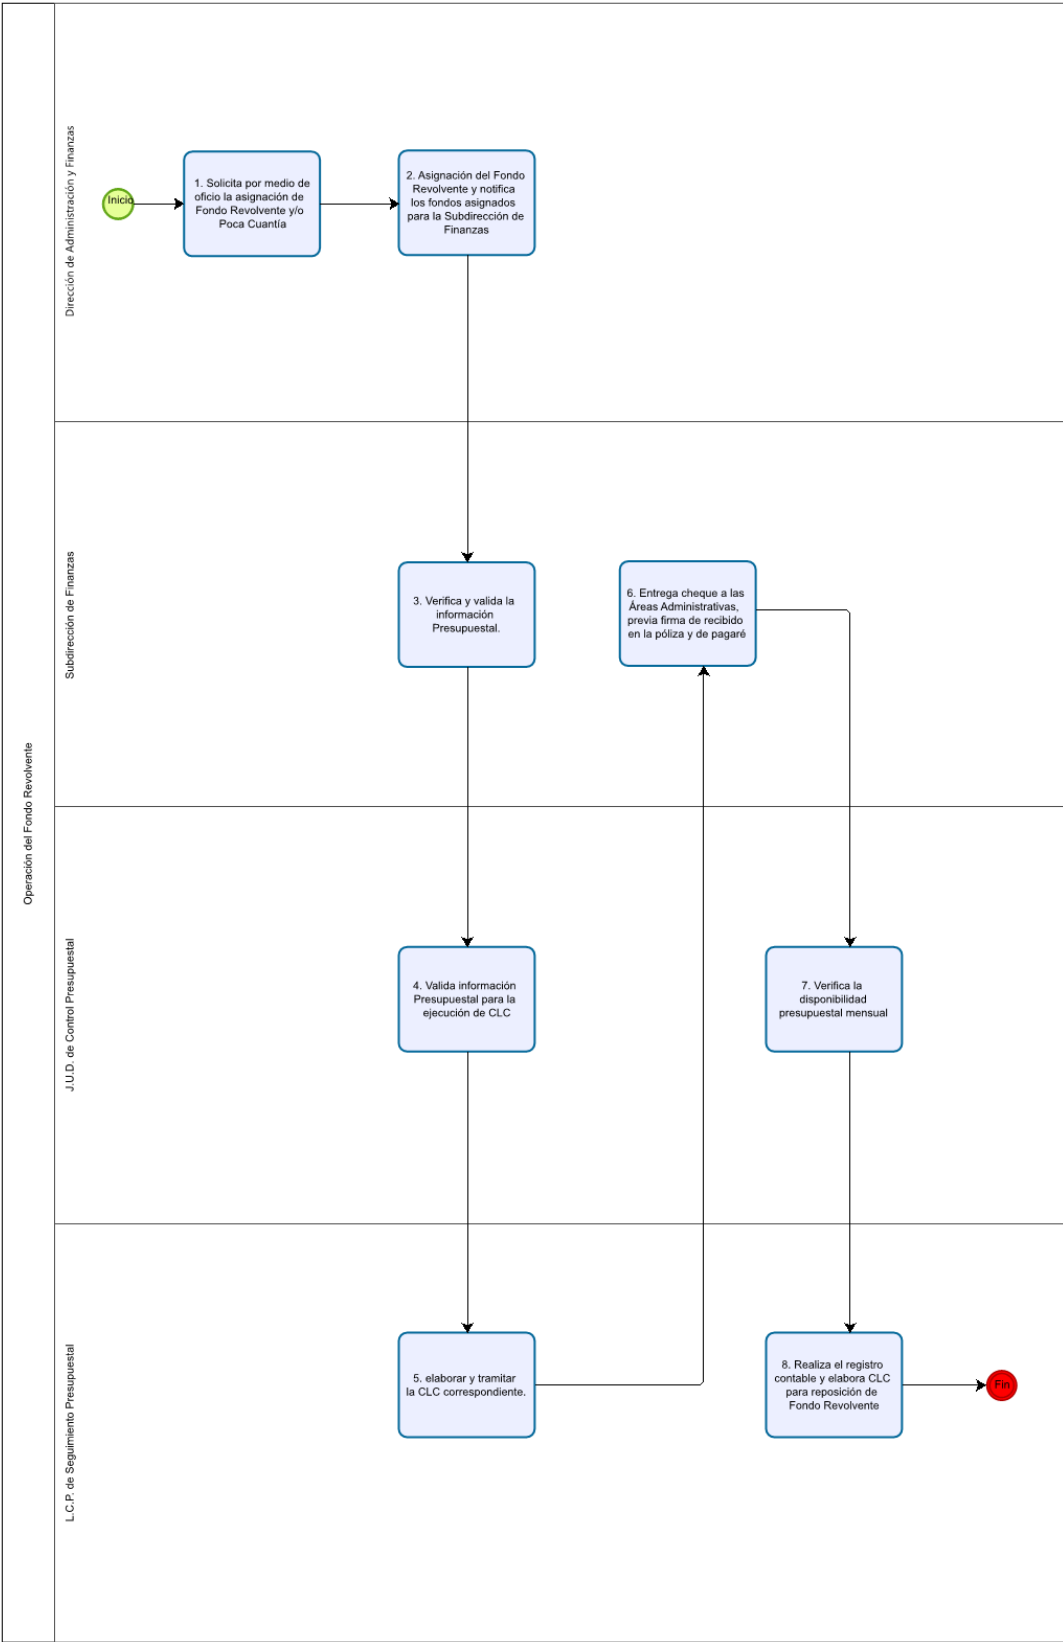 Operación del Fondo Revolvente
Dirección de Administración y Finanzas
Inicio
1. Solicita por medio de
oficio la asignación de
Fondo Revolvente y/o
Poca Cuantía
2. Asignación del Fondo
Revolvente y notifica
los fondos asignados
para la Subdirección de
Finanzas
Subdirección de Finanzas
3. Verifica y valida la
información
Presupuestal.
6. Entrega cheque a las
Áreas Administrativas,
previa firma de recibido
en la póliza y de pagaré
J.U.D. de Control Presupuestal
4. Valida información
Presupuestal para la
ejecución de CLC
7. Verifica la
disponibilidad
presupuestal mensual
L.C.P. de Seguimiento Presupuestal
5. elaborar y tramitar
la CLC correspondiente.
8. Realiza el registro
contable y elabora CLC
para reposición de
Fondo Revolvente
Fin